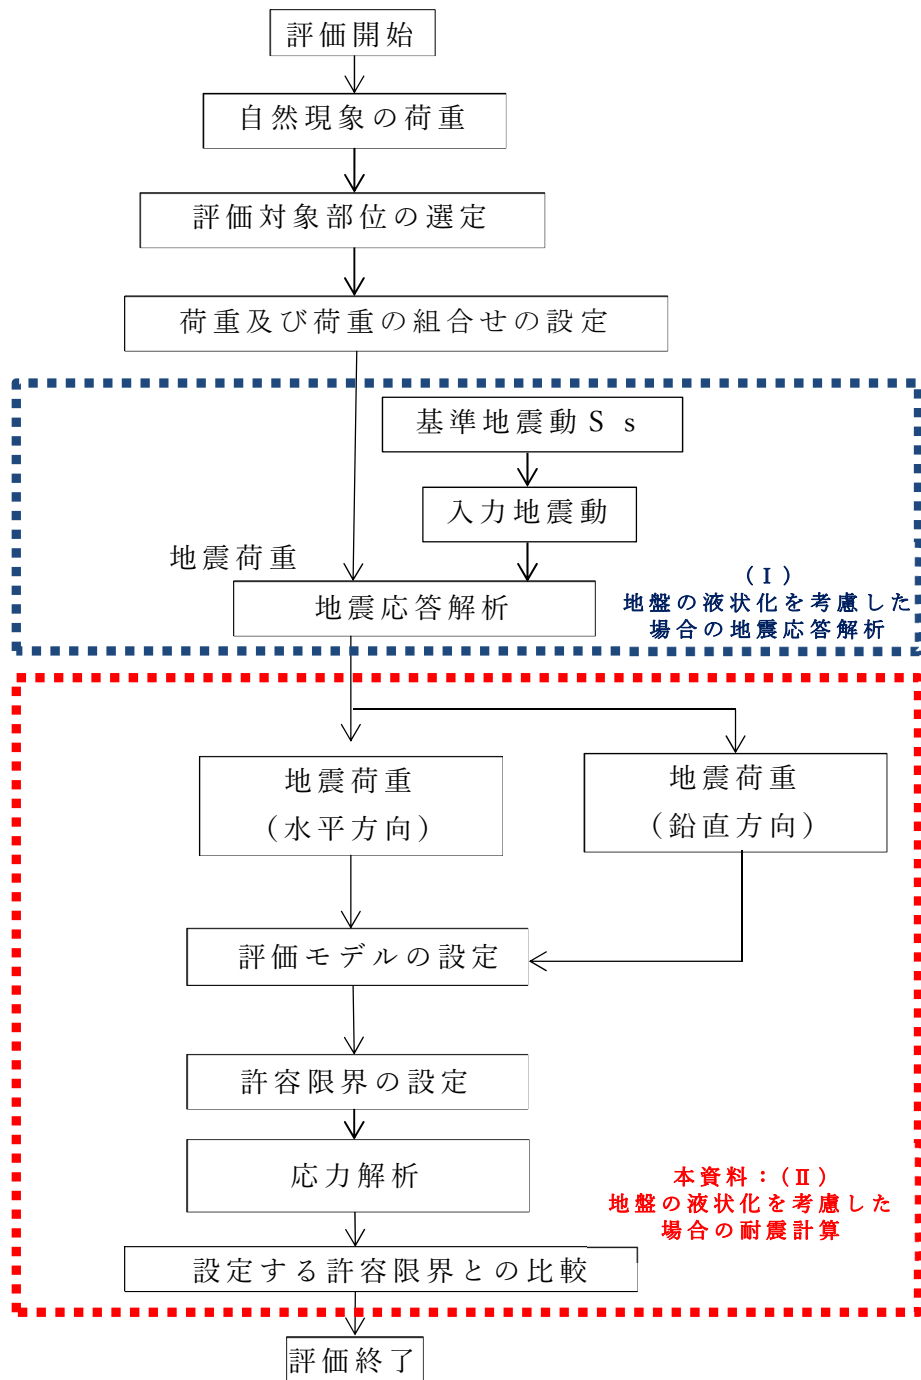 評価開始
自然現象の荷重
評価対象部位の選定
荷重及び荷重の組合せの設定
基準地震動Ｓｓ
入力地震動
地震荷重
地震応答解析
（Ⅰ）
地盤の液状化を考慮した
場合の地震応答解析
地震荷重
（水平方向）
地震荷重
（鉛直方向）
評価モデルの設定
許容限界の設定
応力解析
本資料：（Ⅱ）
地盤の液状化を考慮した
場合の耐震計算
設定する許容限界との比較
評価終了